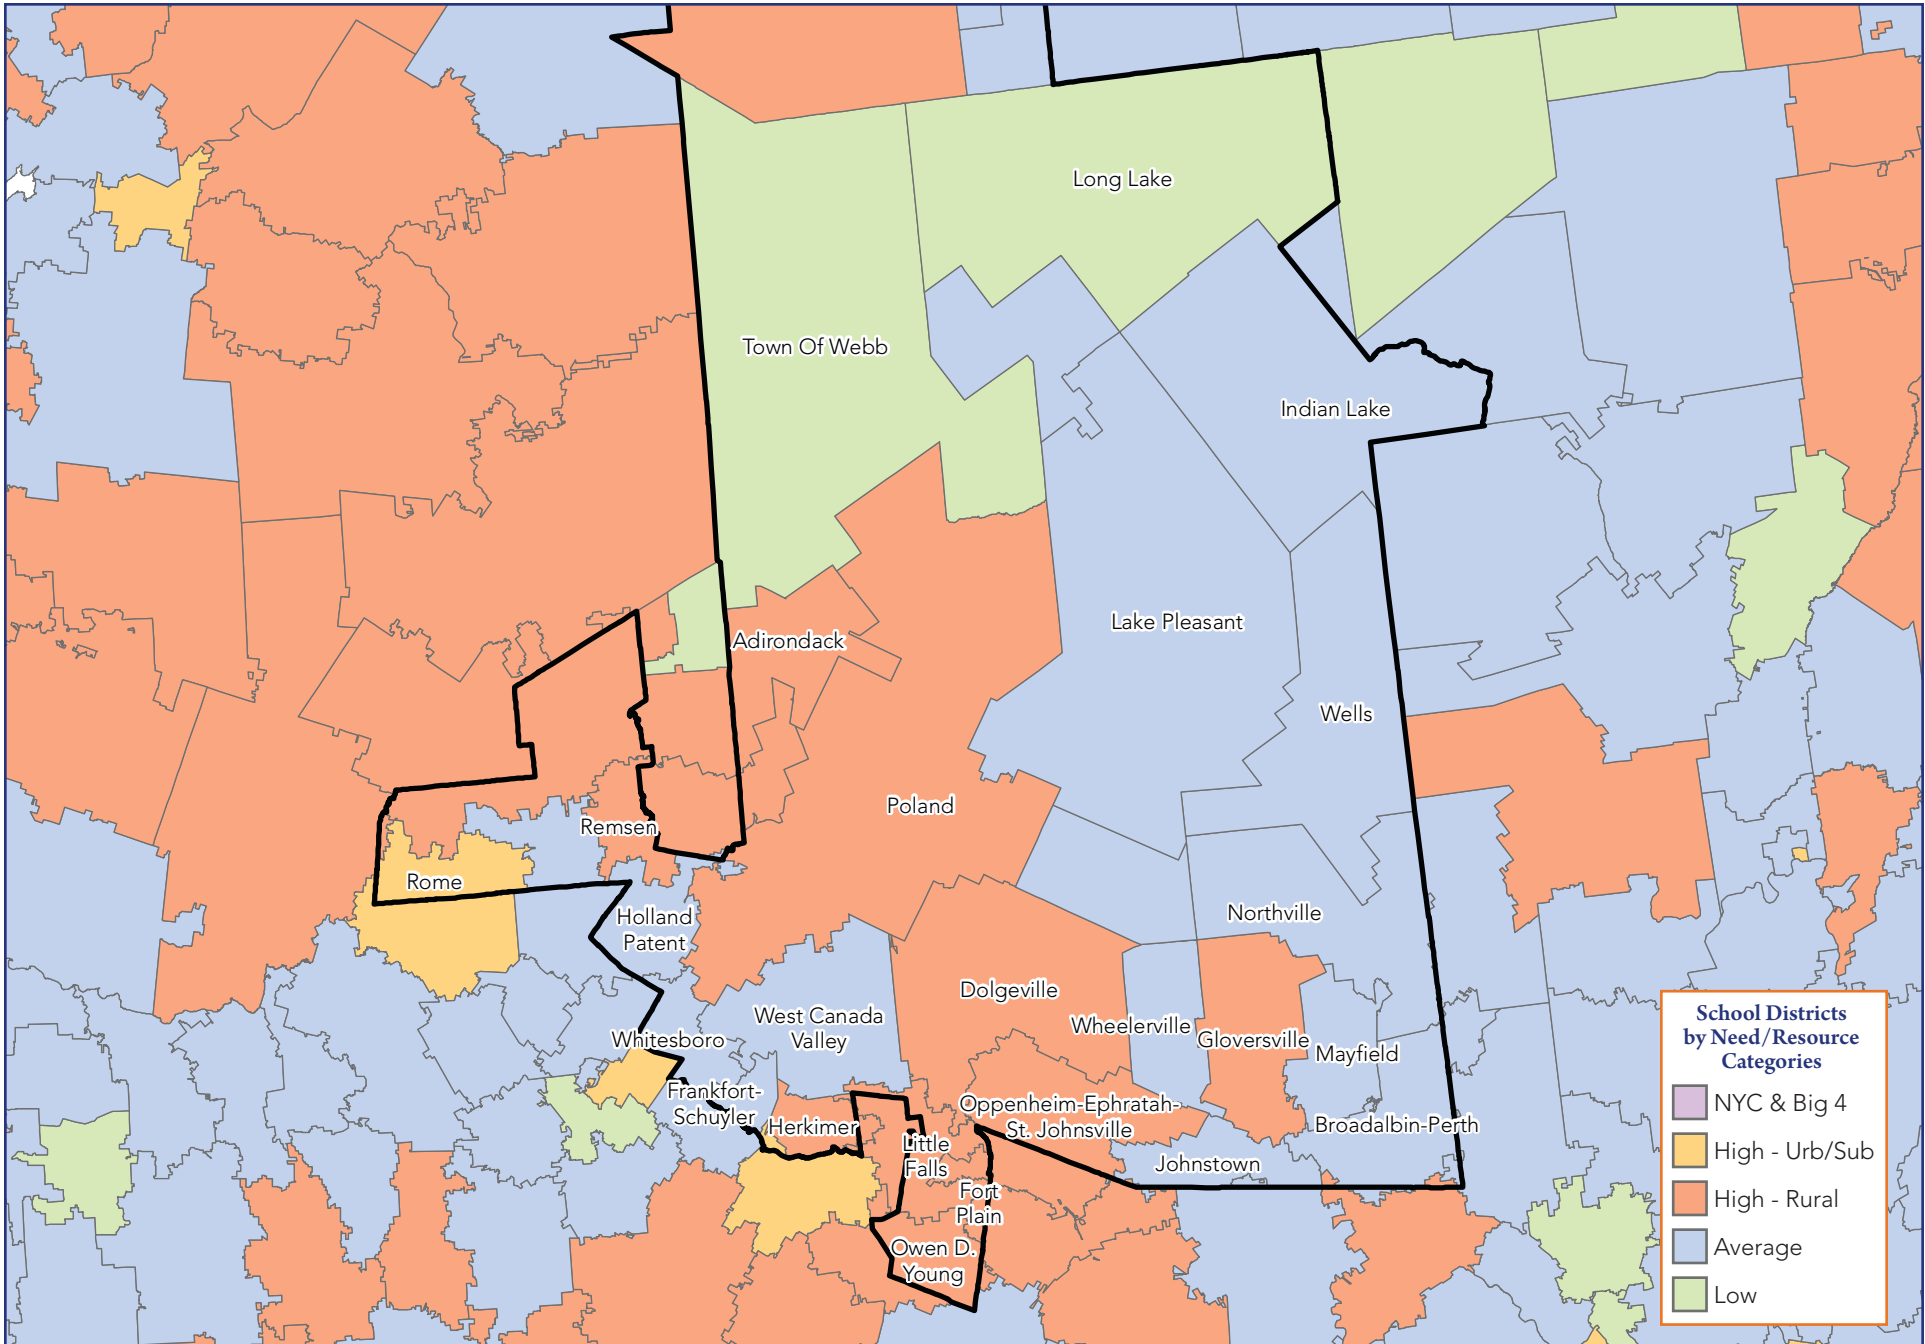 Long Lake
Town Of Webb
Indian Lake
Adirondack
Lake Pleasant
Wells
Poland
Remsen
Rome
Holland
Patent
Northville
Dolgeville
West Canada
Valley
Wheelerville
Gloversville
Whitesboro
Mayfield
Frankfort-
Schuyler
Herkimer
Oppenheim-Ephratah-
St. Johnsville
Broadalbin-Perth
Little
Falls
Johnstown
Fort
Plain
Owen D.
Young
School Districts
by Need/Resource
Categories
NYC & Big 4
High - Urb/Sub
High - Rural
Average
Low